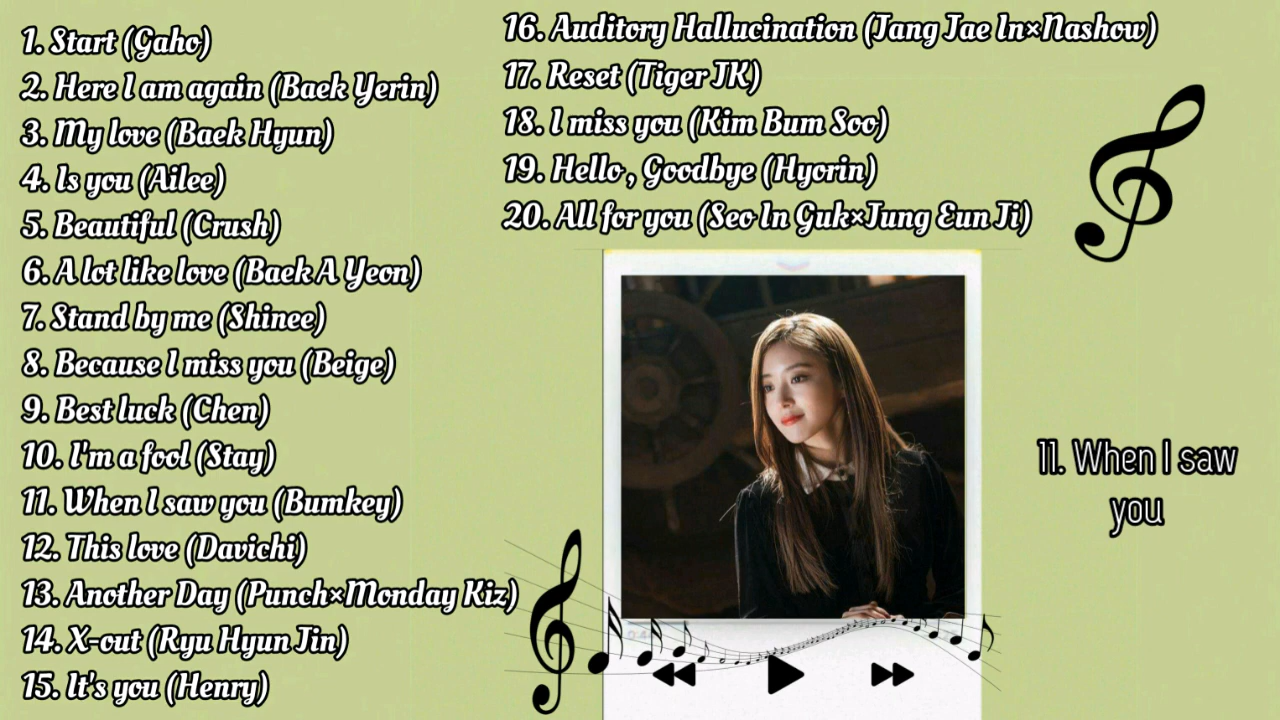 1. Start (Gaho)
2. Here I am again (Baek Yerin)
3. My love (Baek Hyun)
4. Is you (Ailee)
5. Beautiful (Crush)
6. A lot like love (Baek A Yeon)
7. Stand by me (Shinee)
8. Because I miss you (Beige)
9. Best luck (Chen)
10. I'm a fool (Stay)
11. When I saw you (Bumkey)
12. This love (Davichi)
13. Another Day (Punch×Monday Kiz)
14. X-out (Ryu Hyun Jin)
15. It's you (Henry)
16. Auditory Hallucination (Jang Jae In×Nashow)
17. Reset (Tiger JK)
18. I miss you (Kim Bum Soo)
19. Hello, Goodbye (Hyorin)
20. All for you (Seo In Guk×Jung Eun Ji)
11. When I saw
you